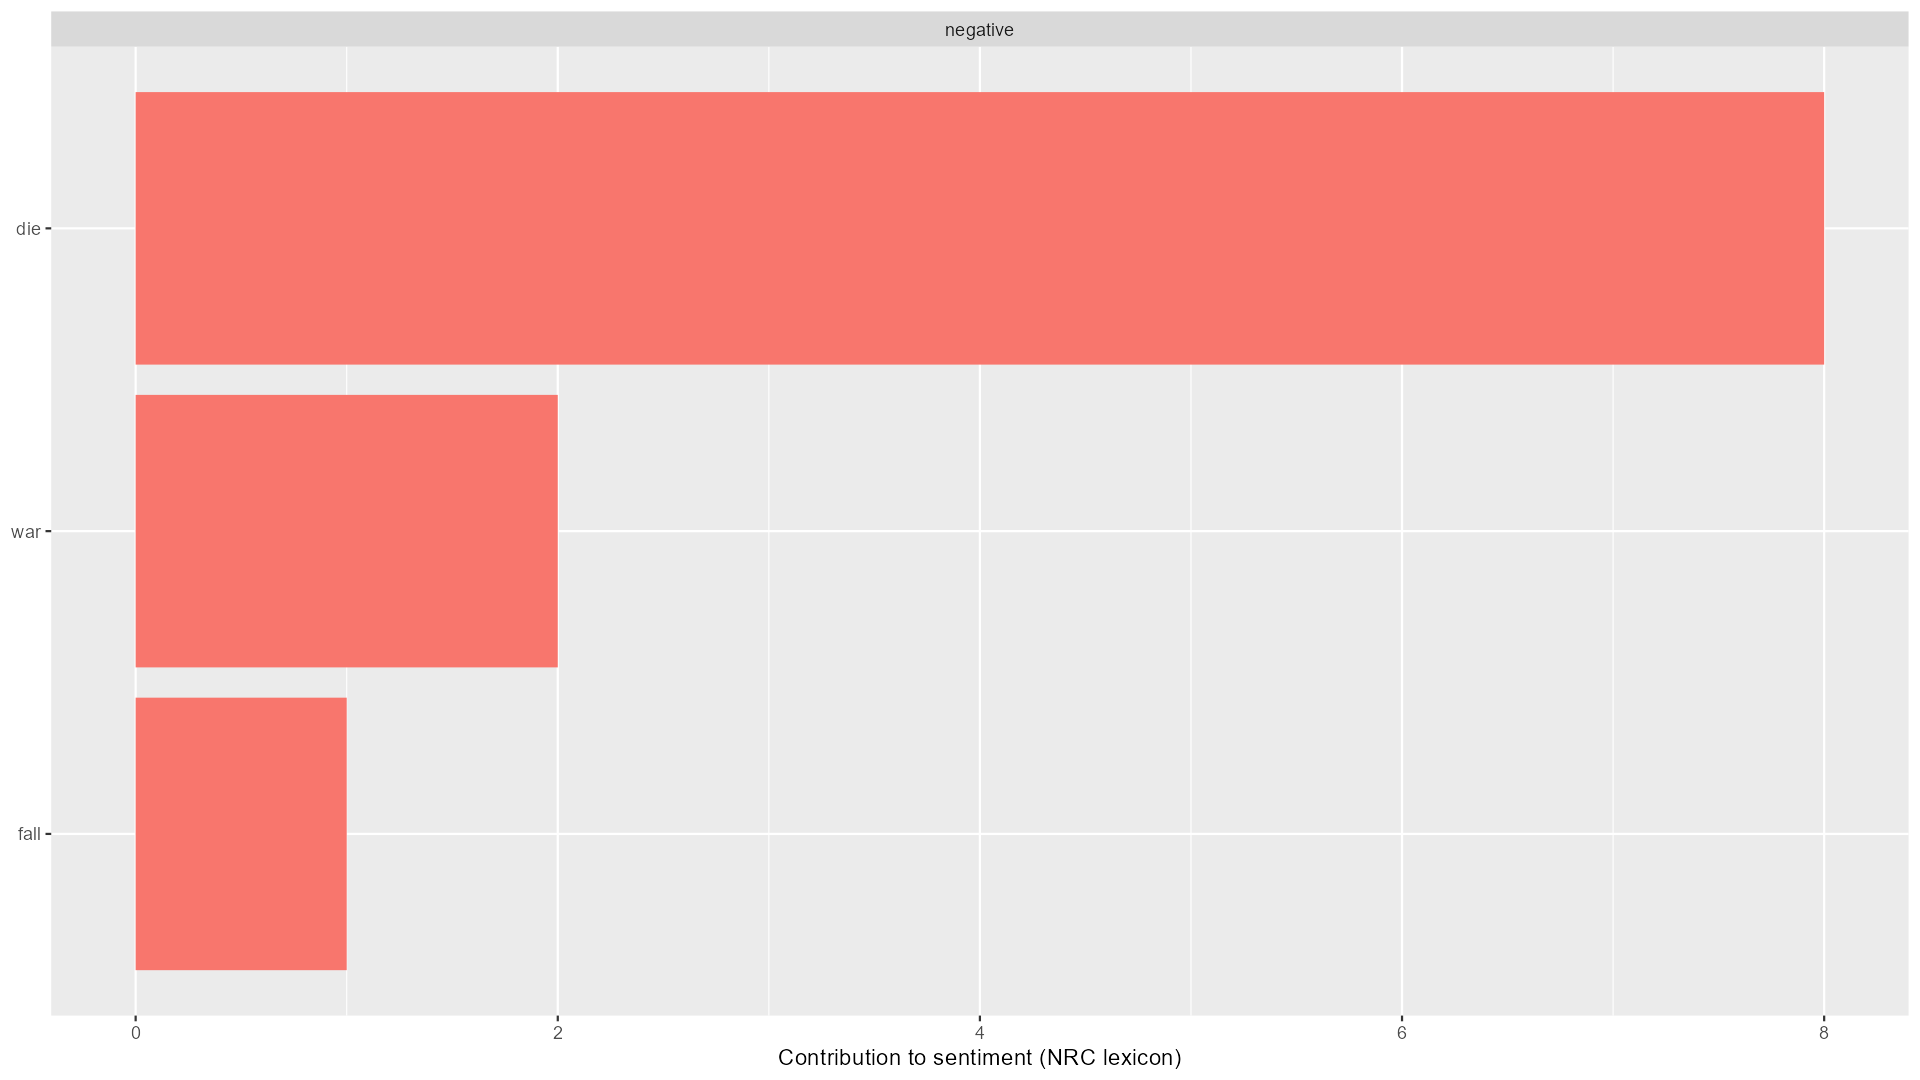 negative
die
war
fall
0 2 4 6 8
Contribution to sentiment (NRC lexicon)